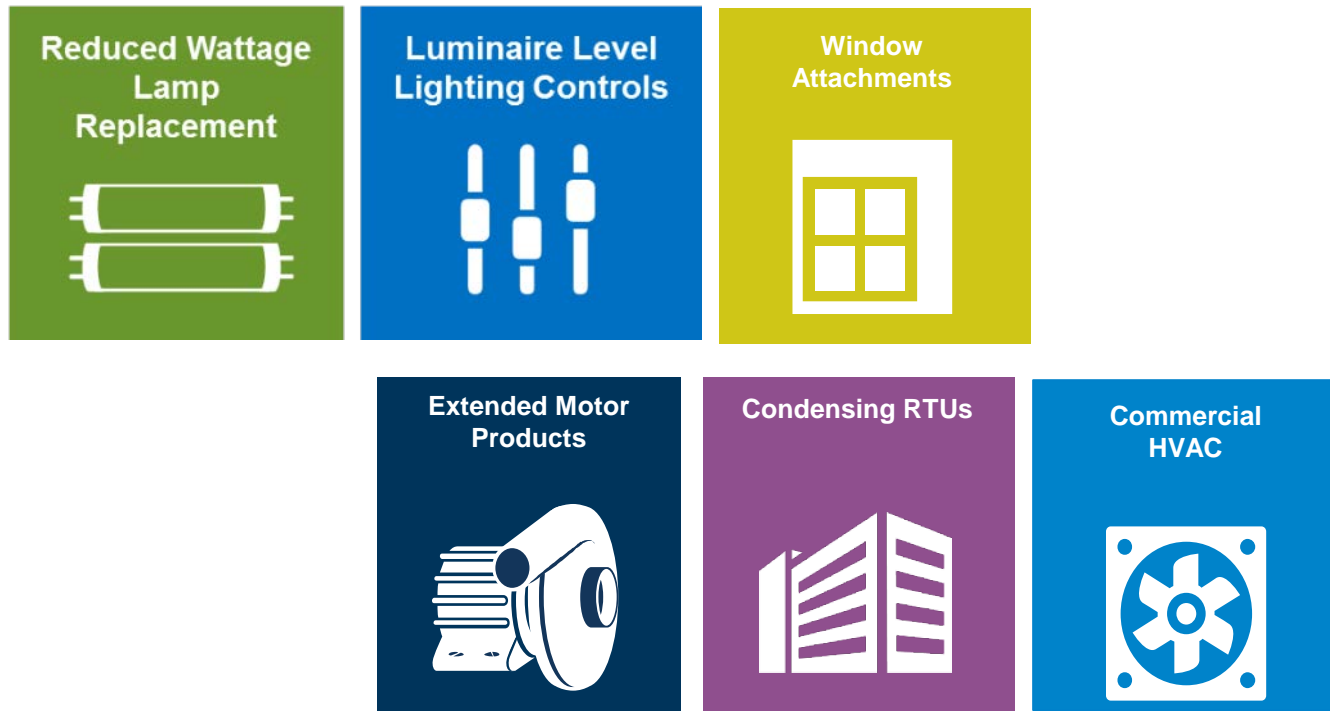 Reduced Wattage
Lamp
Replacement
Luminaire Level
Lighting Controls
Window
Attachments
Extended Motor
Products
Condensing RTUs
Commercial
HVAC